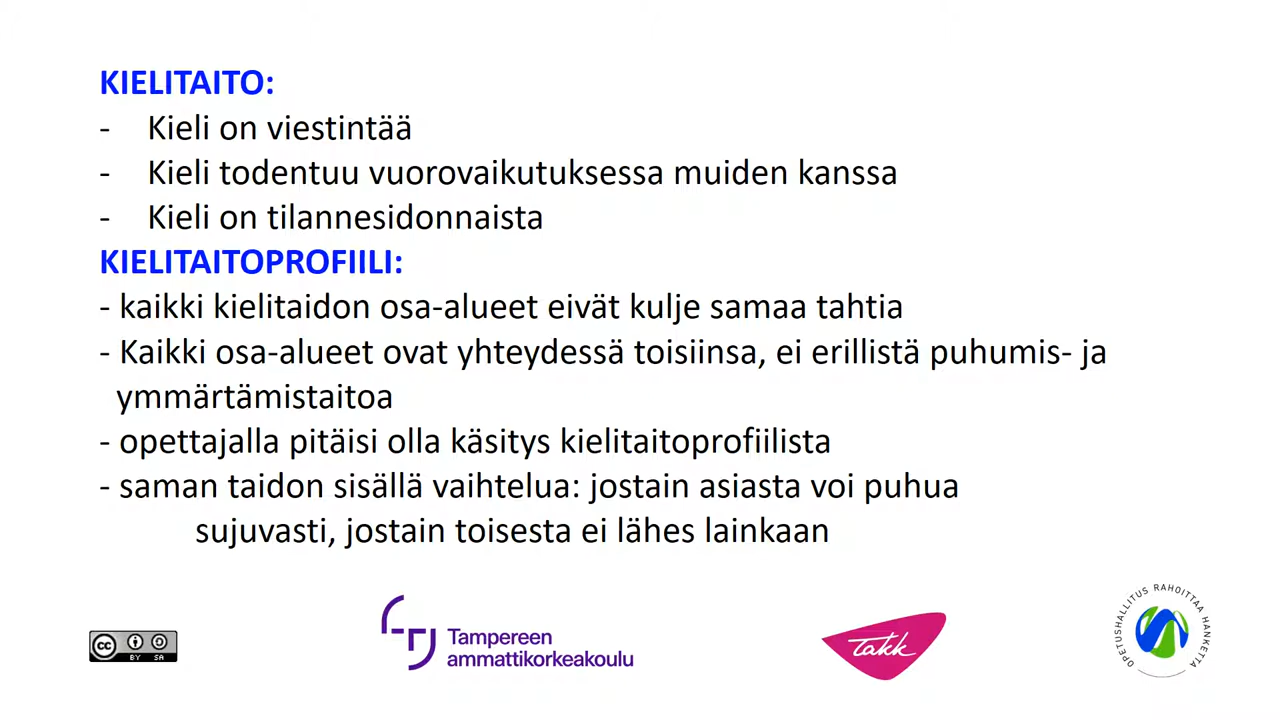 KIELITAITO:
- Kieli on viestintää
- Kieli todentuu vuorovaikutuksessa muiden kanssa
- Kieli on tilannesidonnaista
KIELITAITOPROFIILI:
- kaikki kielitaidon osa-alueet eivät kulje samaa tahtia
- Kaikki osa-alueet ovat yhteydessä toisiinsa, ei erillistä puhumis- ja
ymmärtämistaitoa
- opettajalla pitäisi olla käsitys kielitaitoprofiilista
- saman taidon sisällä vaihtelua: jostain asiasta voi puhua
sujuvasti, jostain toisesta ei lähes lainkaan
cc BY SA
Tampereen
ammattikorkeakoulu
takk
OPETUSHALLITUS RAHOITTAA HANKETTA